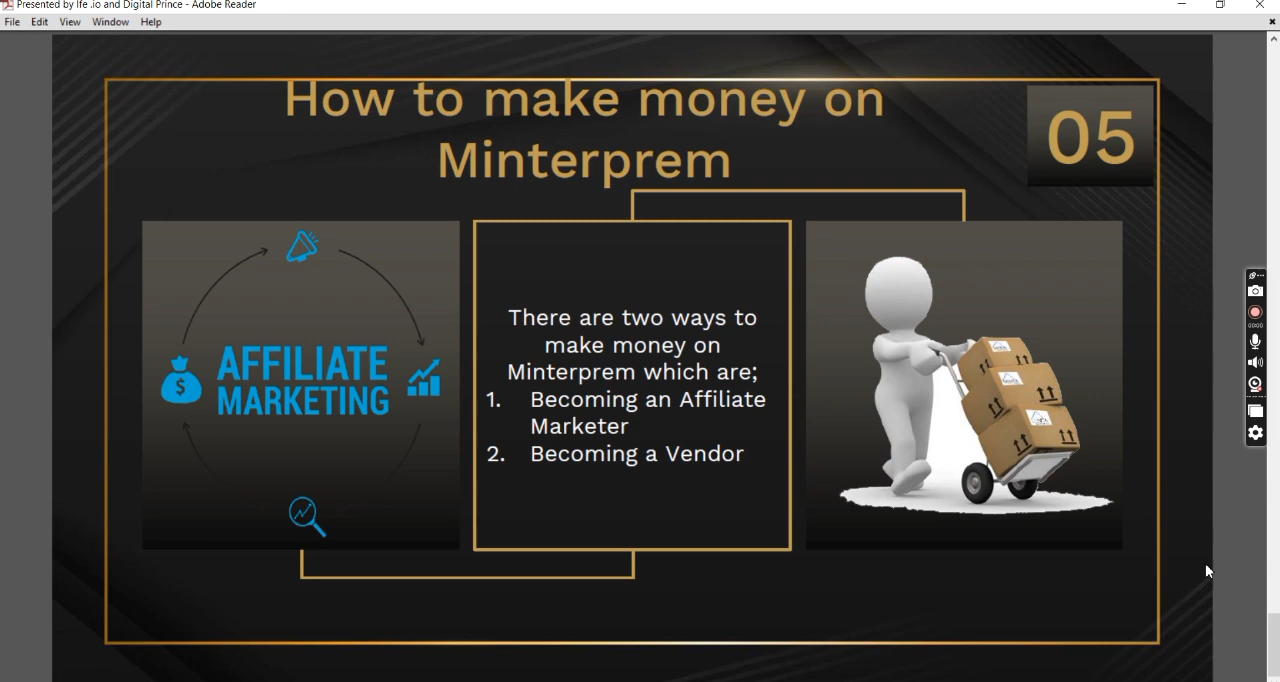 Presented by Ife .io and Digital Prince - Adobe Reader
File Edit View Window Help
How to make money on
Minterprem
05
AFFILIATE
MARKETING
$
There are two ways to
make money on
Minterprem which are;
1. Becoming an Affiliate
Marketer
2. Becoming a Vendor
00:00